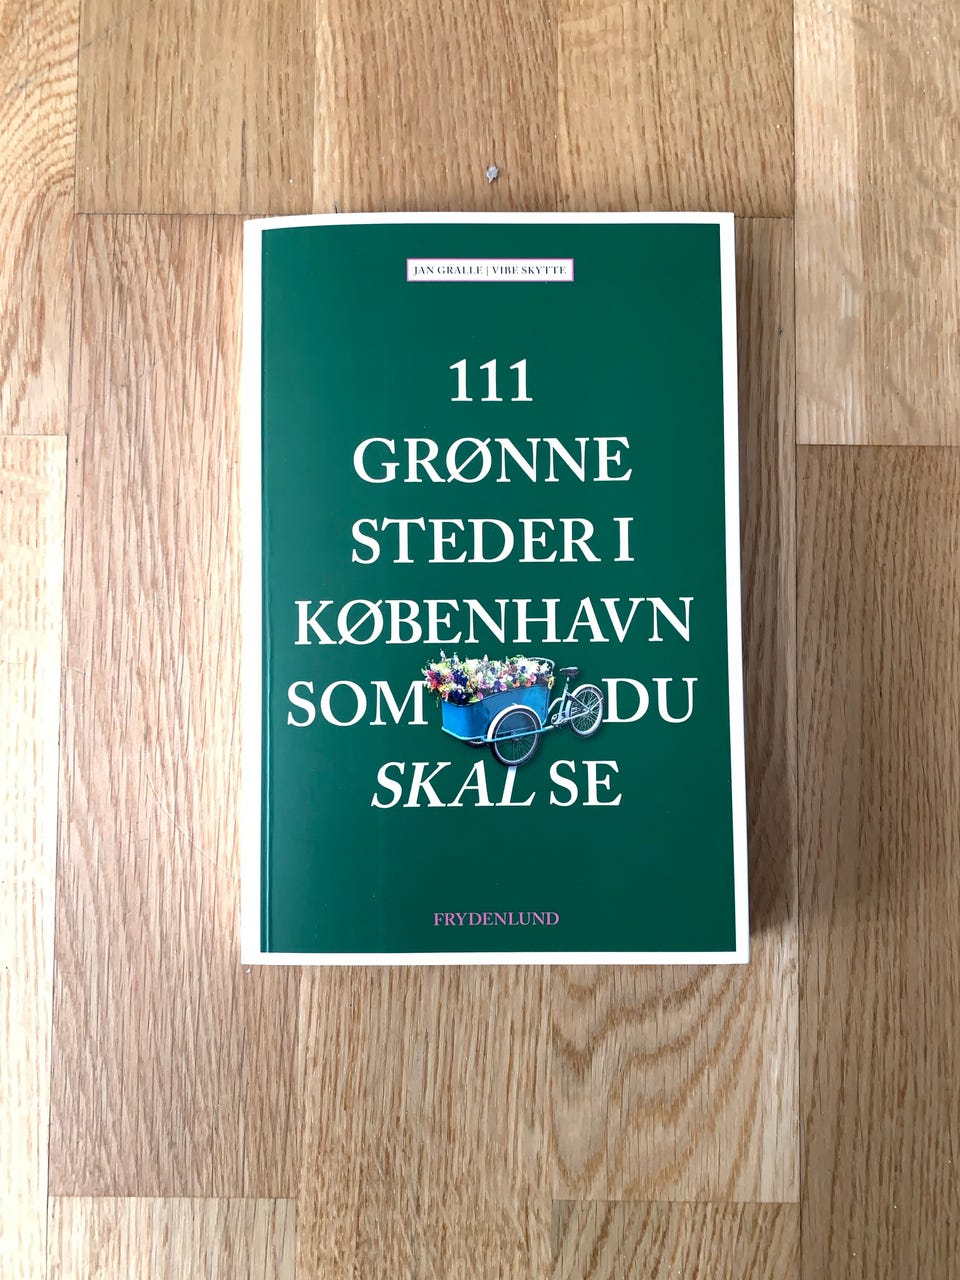 JAN GRALLE | VIBE SKYTTE
111
GRØNNE
STEDER I
KØBENHAVN
SOM DU
SKAL SE
FRYDENLUND